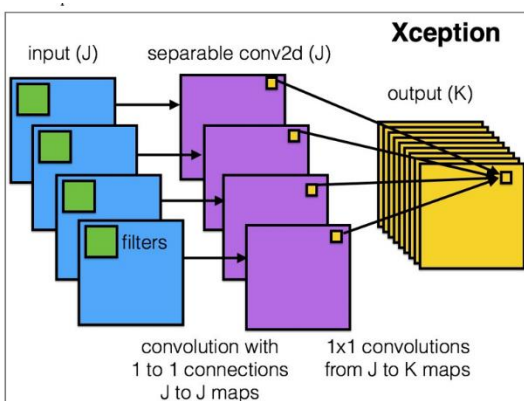 Xception
input (J)
separable conv2d (J)
output (K)
filters
convolution with
1 to 1 connections
J to J maps
1x1 convolutions
from J to K maps